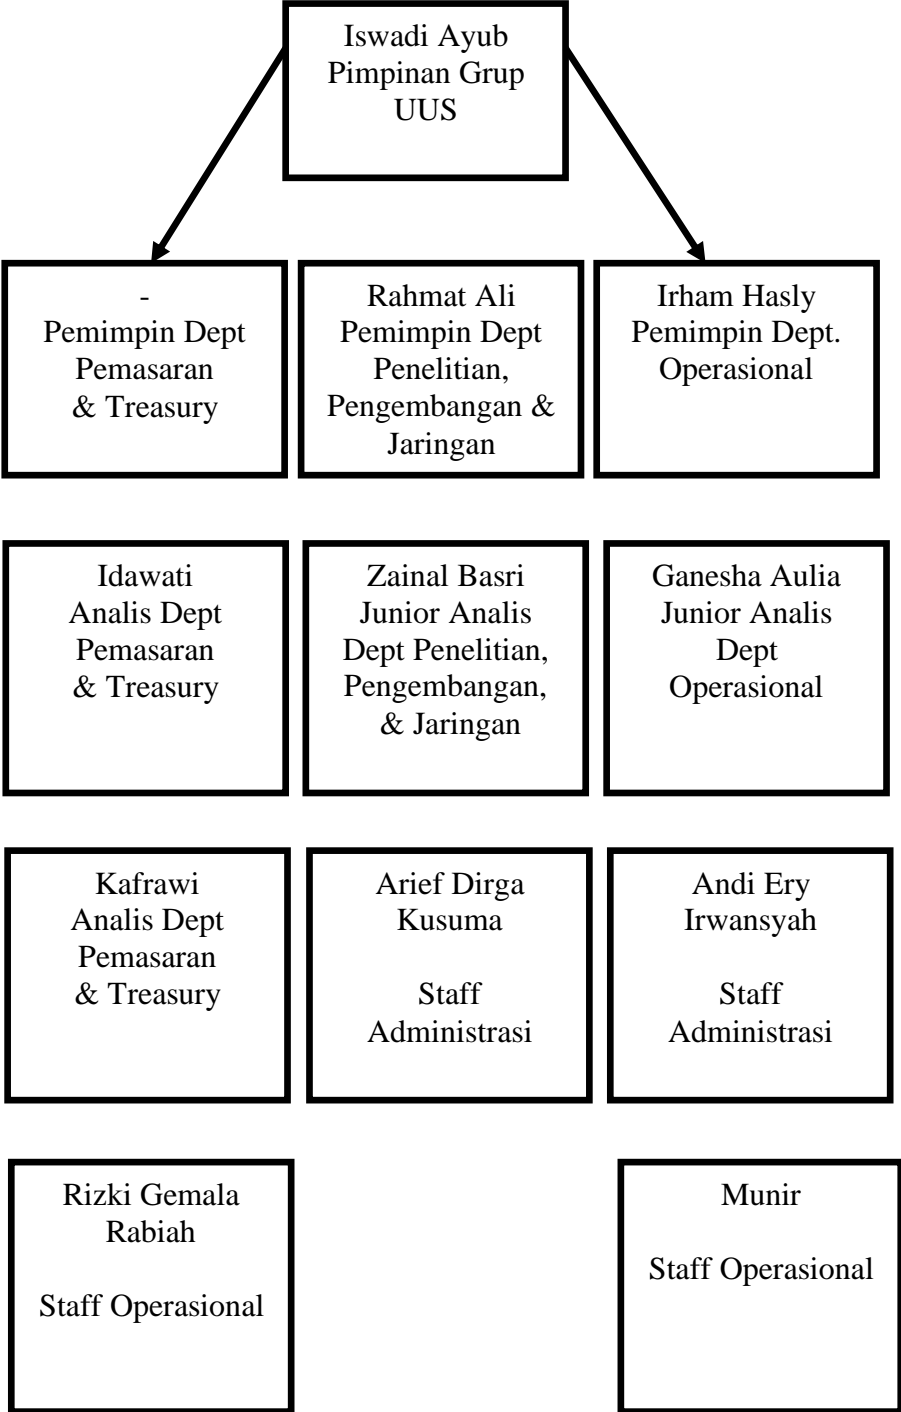 Iswadi Ayub
Pimpinan Grup
UUS
-
Pemimpin Dept
Pemasaran
& Treasury
Rahmat Ali
Pemimpin Dept
Penelitian,
Pengembangan &
Jaringan
Irham Hasly
Pemimpin Dept.
Operasional
Idawati
Analis Dept
Pemasaran
& Treasury
Zainal Basri
Junior Analis
Dept Penelitian,
Pengembangan,
& Jaringan
Ganesha Aulia
Junior Analis
Dept
Operasional
Kafrawi
Analis Dept
Pemasaran
& Treasury
Arief Dirga
Kusuma
Staff
Administrasi
Andi Ery
Irwansyah
Staff
Administrasi
Rizki Gemala
Rabiah
Staff Operasional
Munir
Staff Operasional